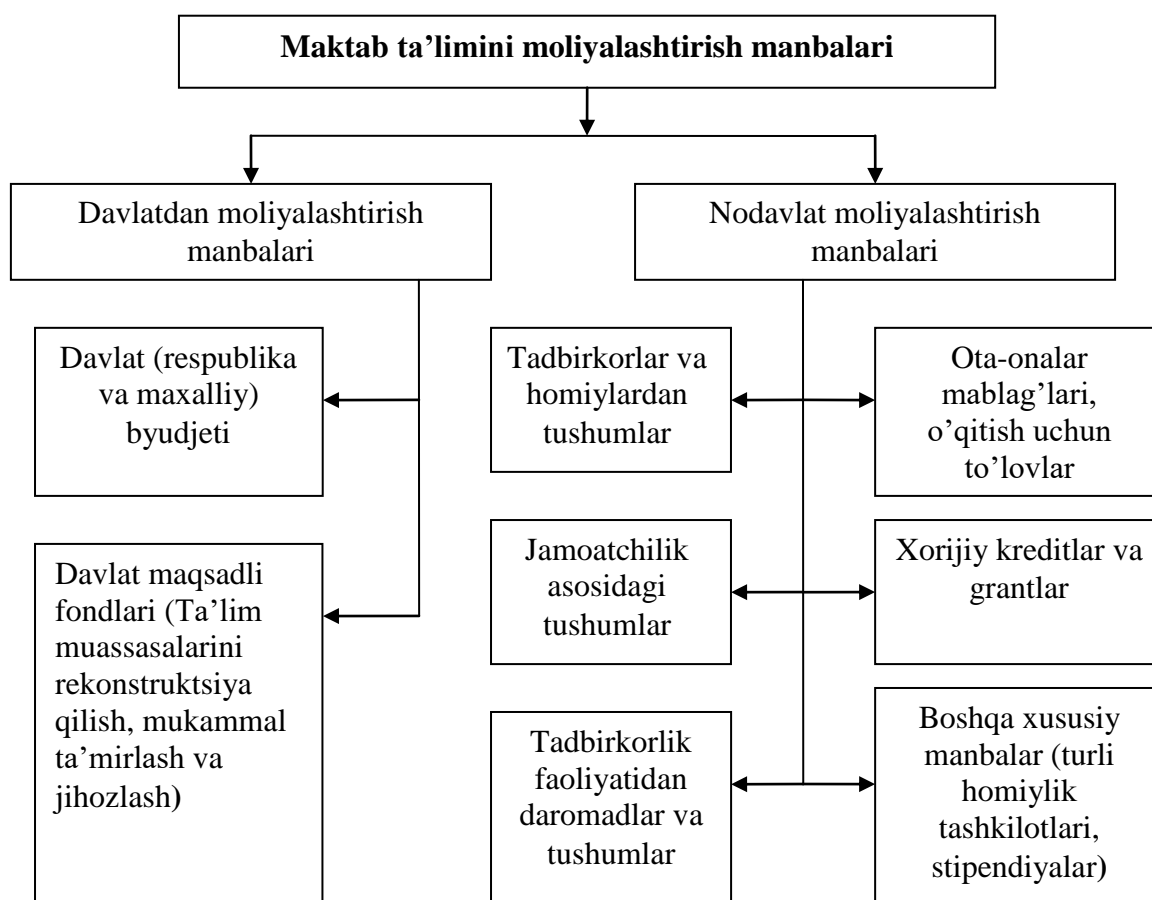 Maktab ta’limini moliyalashtirish manbalari
Davlatdan moliyalashtirish
manbalari
Nodavlat moliyalashtirish
manbalari
Davlat (respublika
va maxalliy)
byudjeti
Tadbirkorlar va
homiylardan
tushumlar
Ota-onalar
mablag’lari,
o’qitish uchun
to’lovlar
Davlat maqsadli
fondlari (Ta’lim
muassasalarini
rekonstruktsiya
qilish, mukammal
ta’mirlash va
jihozlash)
Jamoatchilik
asosidagi
tushumlar
Xorijiy kreditlar va
grantlar
Tadbirkorlik
faoliyatidan
daromadlar va
tushumlar
Boshqa xususiy
manbalar (turli
homiylik
tashkilotlari,
stipendiyalar)